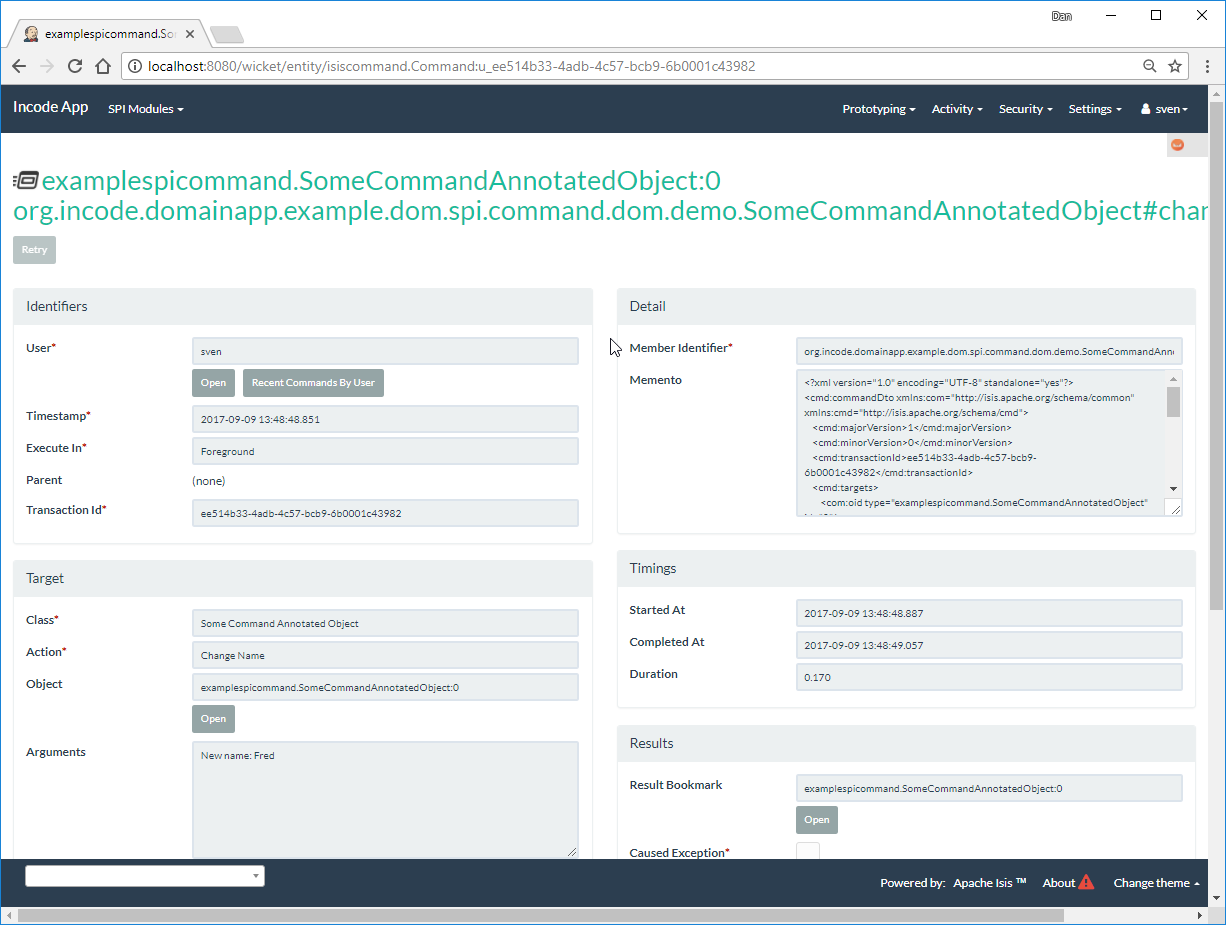 Dan
examplespicommand.So
localhost:8080/wicket/entity/isiscommand.Command:u_ee514b33-4adb-4c57-bcb9-6b0001c43982
Incode App SPI Modules Prototyping Activity Security Settings sven
examplespicommand.SomeCommandAnnotatedObject:0
org.incode.domainapp.example.dom.spi.command.dom.demo.SomeCommandAnnotatedObject#char
Retry
Identifiers
User* sven
Open Recent Commands By User
Timestamp* 2017-09-09 13:48:48.851
Execute In* Foreground
Parent (none)
Transaction Id* ee514b33-4adb-4c57-bcb9-6b0001c43982
Target
Class* Some Command Annotated Object
Action* Change Name
Object examplespicommand.SomeCommandAnnotatedObject:0
Open
Arguments New name: Fred
Detail
Member Identifier* org.incode.domainapp.example.dom.spi.command.dom.demo.SomeCommandAnn
Memento <?xml version="1.0" encoding="UTF-8" standalone="yes"?>
<cmd:commandDto xmlns:com="http://isis.apache.org/schema/common"
xmlns:cmd="http://isis.apache.org/schema/cmd">
<cmd:majorVersion>1</cmd:majorVersion>
<cmd:minorVersion>0</cmd:minorVersion>
<cmd:transactionId>ee514b33-4adb-4c57-bcb9-
6b0001c43982</cmd:transactionId>
<cmd:targets>
<com:oid type="examplespicommand.SomeCommandAnnotatedObject"
Timings
Started At 2017-09-09 13:48:48.887
Completed At 2017-09-09 13:48:49.057
Duration 0.170
Results
Result Bookmark examplespicommand.SomeCommandAnnotatedObject:0
Open
Caused Exception*
Powered by: Apache Isis ™ About Change theme